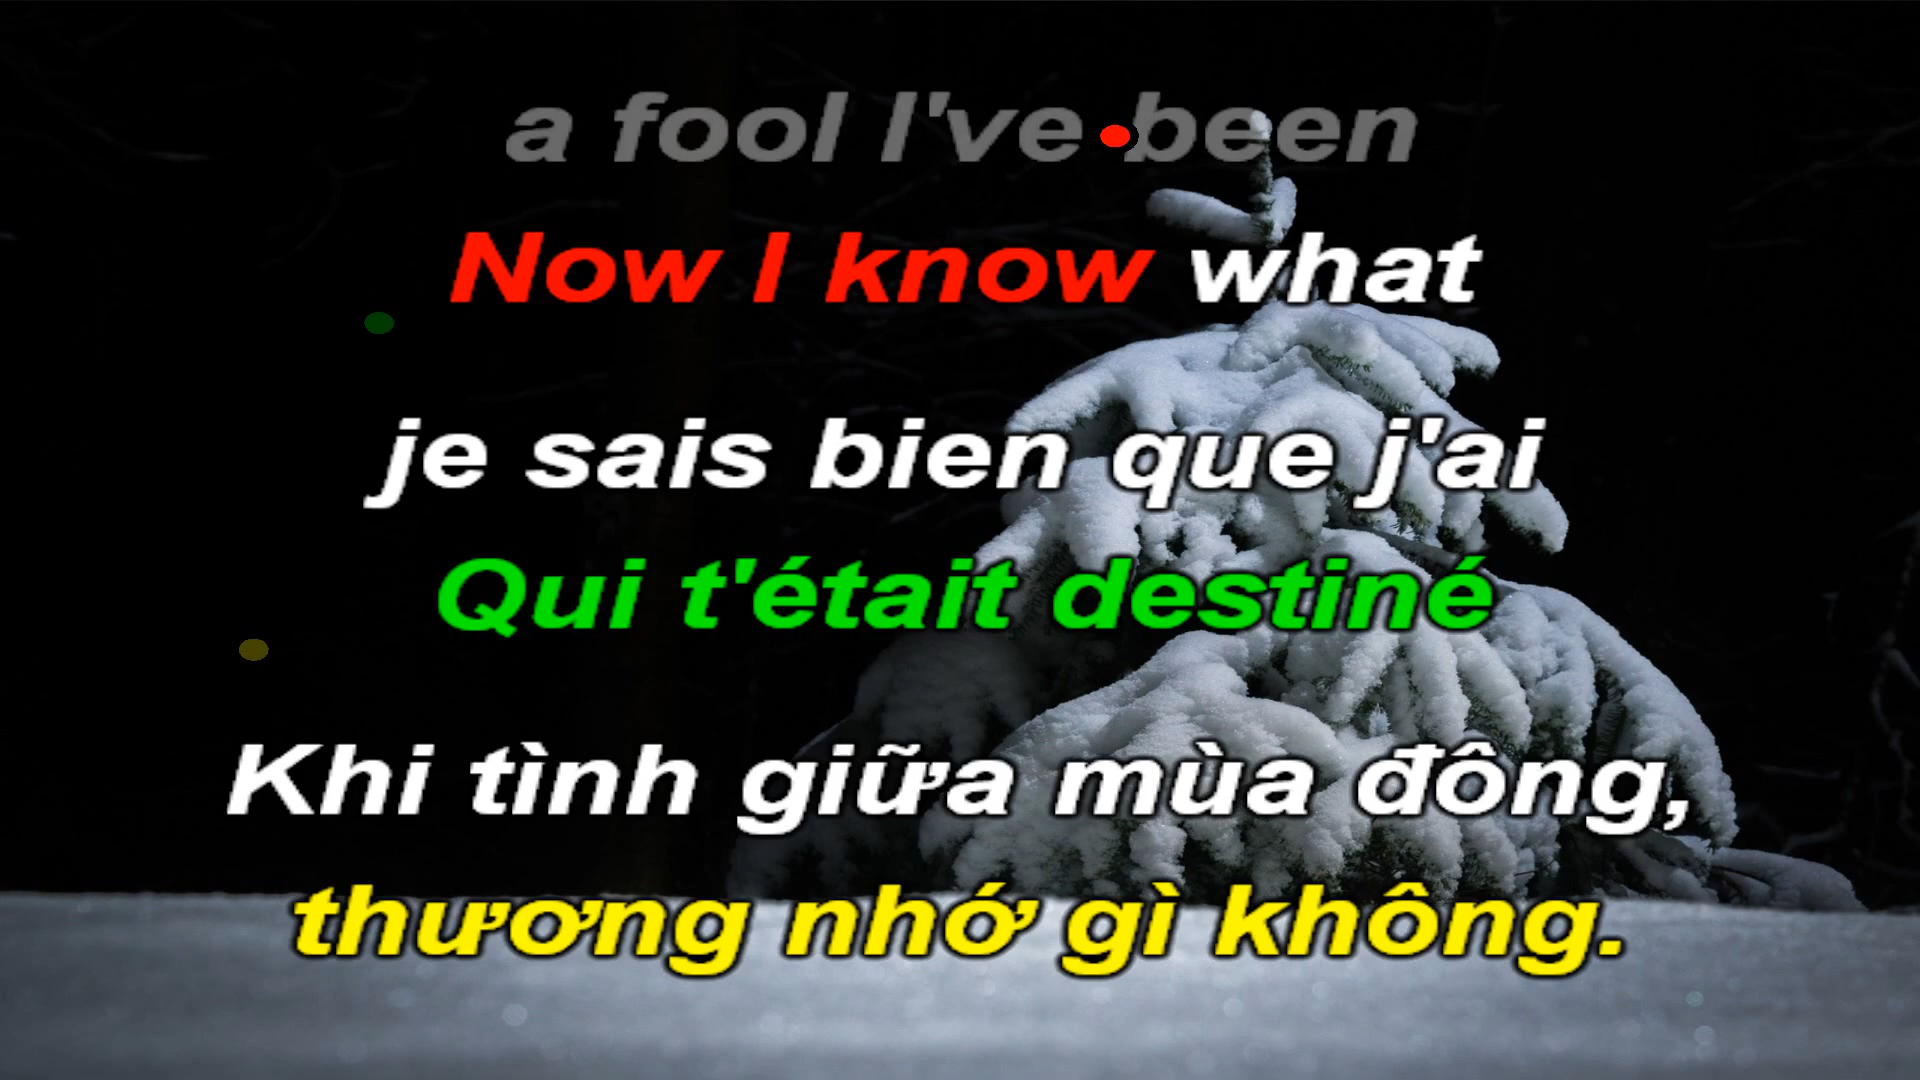 a fool I've been
Now I know what
je sais bien que j'ai
Qui t'était destiné
Khi tình giữa mùa đông,
thương nhớ gì không.